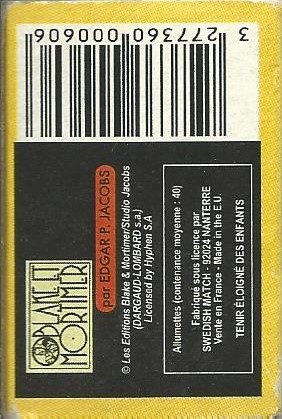 3 277360 000606
BLAKE ET
MORTIMER
par EDGAR P. JACOBS
© Les Editions Blake & Mortimer/Studio Jacobs
(DARGAUD-LOMBARD s.a.)
Licensed by Hyphen S.A
Allumettes (contenance moyenne : 40)
Fabriqué sous licence par
SWEDISH MATCH - 92024 NANTERRE
Vente en France - Made in the E.U.
TENIR ÉLOIGNÉ DES ENFANTS